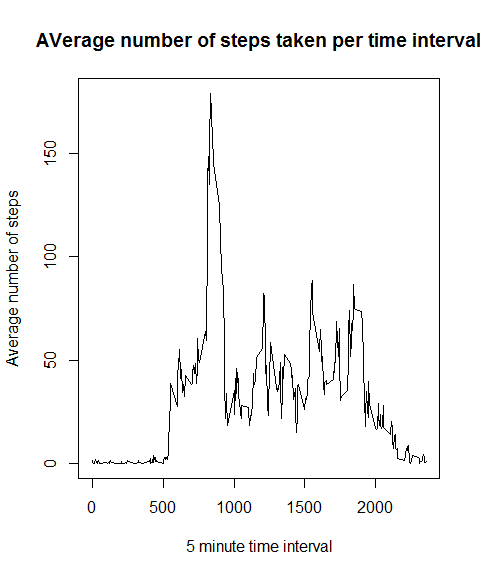 AVerage number of steps taken per time interval
Average number of steps
150
100
50
0
0 500 1000 1500 2000
5 minute time interval